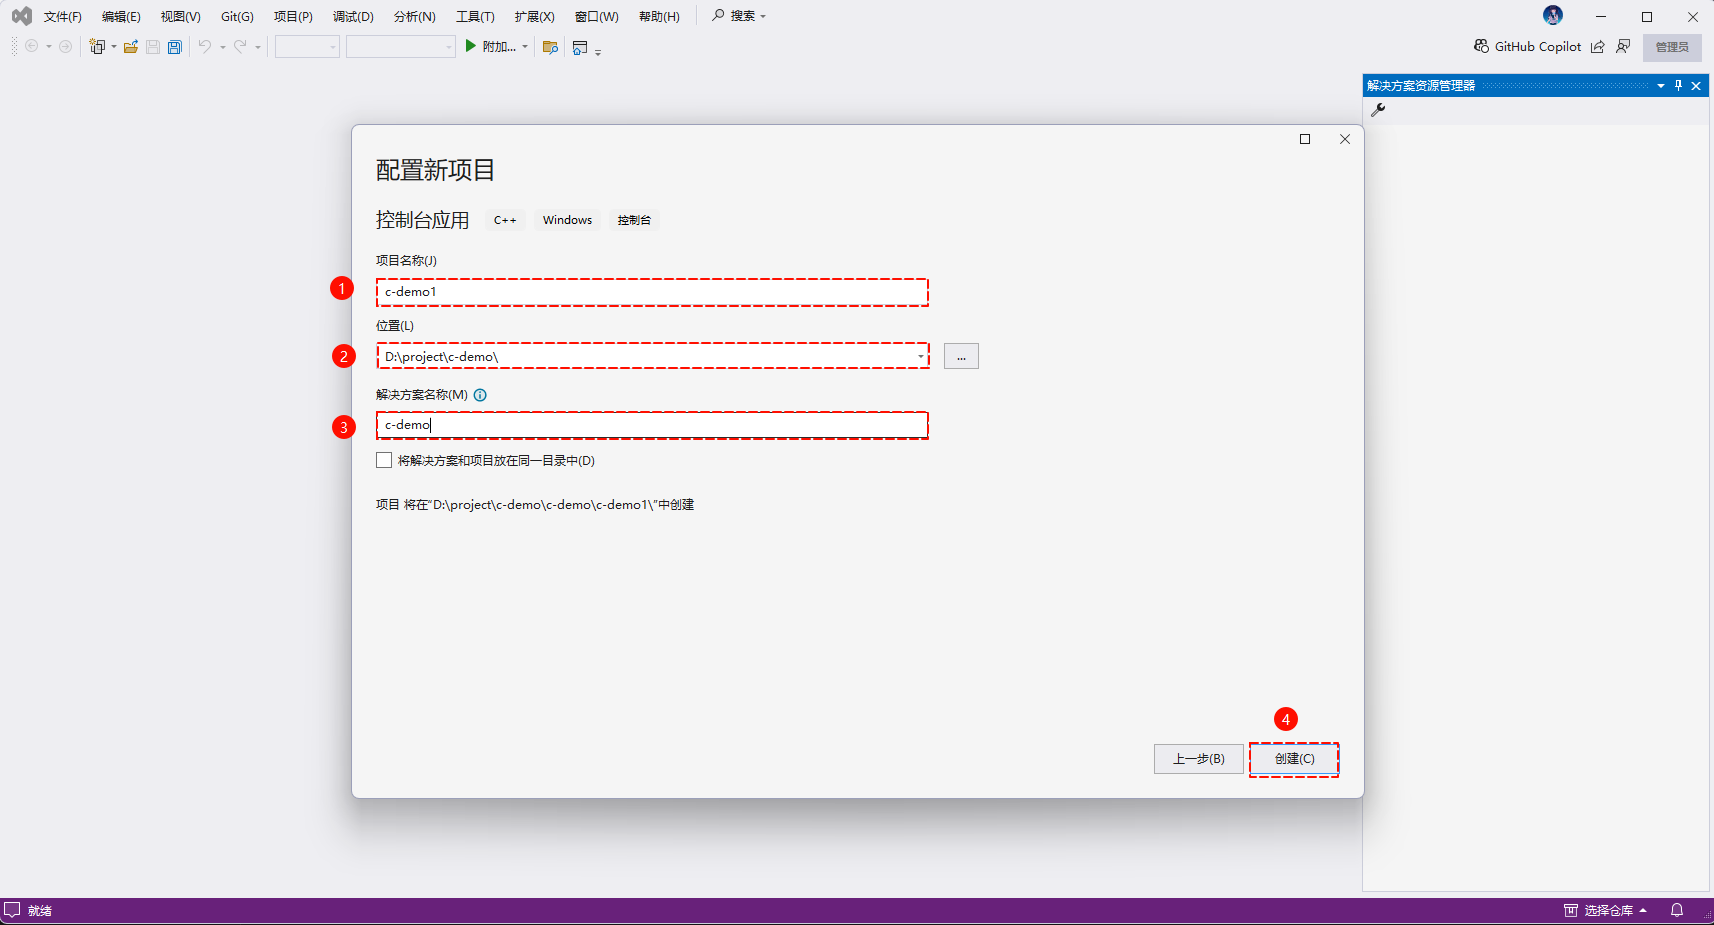 文件(F) 编辑(E) 视图(V) Git(G) 项目(P) 调试(D) 分析(N) 工具(T) 扩展(X) 窗口(W) 帮助(H) 搜索
附加... GitHub Copilot 管理员
解决方案资源管理器
配置新项目
控制台应用 C++ Windows 控制台
项目名称(J)
1 c-demo1
位置(L)
2 D:\project\c-demo\ ...
解决方案名称(M)
3 c-demo
将解决方案和项目放在同一目录中(D)
项目 将在“D:\project\c-demo\c-demo\c-demo1\”中创建
4
上一步(B) 创建(C)
就绪 选择仓库